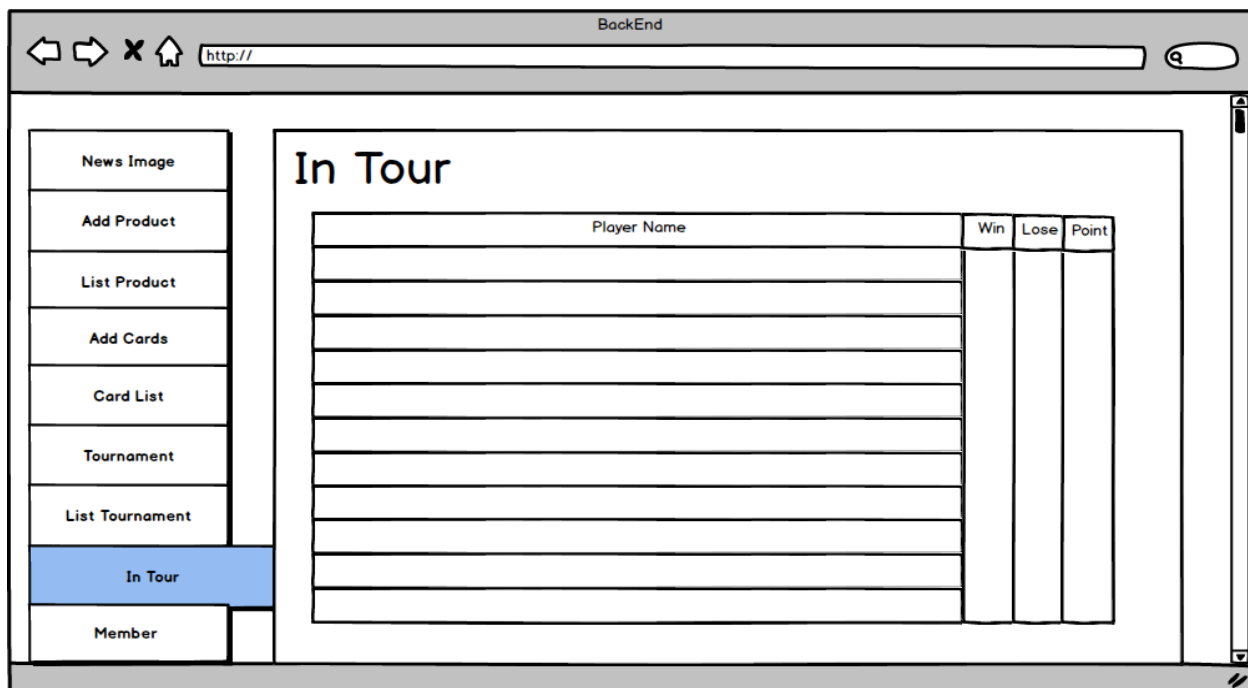 BackEnd
http://
News Image
Add Product
List Product
Add Cards
Card List
Tournament
List Tournament
In Tour
Member
In Tour
Player Name Win Lose Point